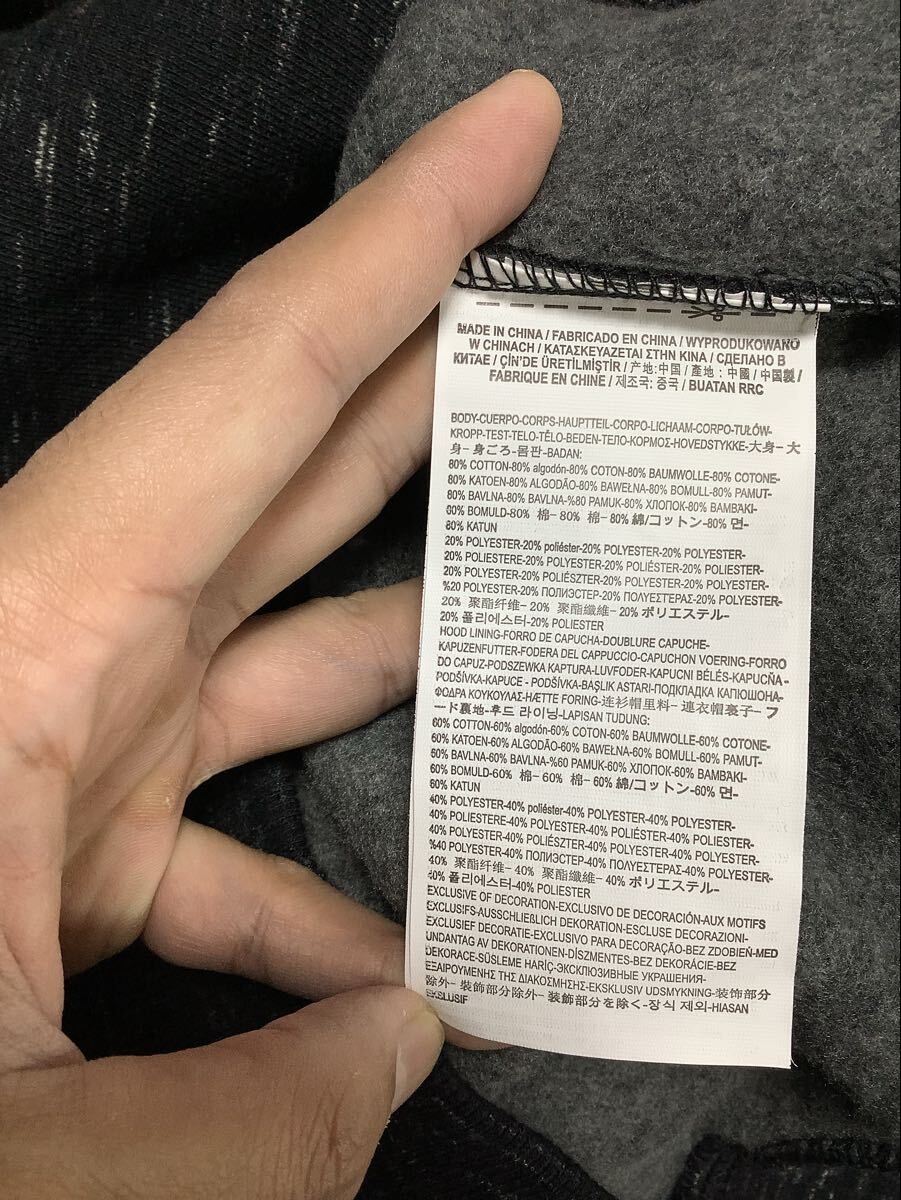 MADE IN CHINA / FABRICADO EN CHINA / WYPRODUKOWANO
W CHINACH / ΚΑΤΑΣΚΕΥΑΖΕΤΑΙ ΣΤΗΝ ΚΙΝΑ / СДЕЛАНО В
КИТАЕ / ÇİN'DE ÜRETİLMİŞTİR / 产地:中国 / 產地:中國 / 中国製 /
FABRIQUE EN CHINE / 제조국: 중국 / BUATAN RRC
BODY-CUERPO-CORPS-HAUPTTEIL-CORPO-LICHAAM-CORPO-TUŁÓW-
KROPP-TEST-TELO-TĚLO-BEDEN-ТЕЛО-ΚΟΡΜΟΣ-HOVEDSTYKKE-大身-大
身-身ごろ-몸판-BADAN:
80% COTTON-80% algodón-80% COTON-80% BAUMWOLLE-80% COTONE-
80% KATOEN-80% ALGODÃO-80% BAWEŁNA-80% BOMULL-80% PAMUT-
80% BAVLNA-80% BAVLNA-%80 PAMUK-80% ХЛОПОК-80% ΒΑΜΒΑΚΙ-
80% BOMULD-80% 棉-80% 棉-80% 綿/コットン-80% 면-
80% KATUN
20% POLYESTER-20% poliéster-20% POLYESTER-20% POLYESTER-
20% POLIESTERE-20% POLYESTER-20% POLIÉSTER-20% POLIESTER-
20% POLYESTER-20% POLIÉSZTER-20% POLYESTER-20% POLYESTER-
%20 POLYESTER-20% ПОЛИЭСТЕР-20% ΠΟΛΥΕΣΤΕΡΑΣ-20% POLYESTER-
20% 聚酯纤维-20% 聚酯纖維-20% ポリエステル-
20% 폴리에스터-20% POLIESTER
HOOD LINING-FORRO DE CAPUCHA-DOUBLURE CAPUCHE-
KAPUZENFUTTER-FODERA DEL CAPPUCCIO-CAPUCHON VOERING-FORRO
DO CAPUZ-PODSZEWKA KAPTURA-LUVFODER-KAPUCNI BÉLÉS-KAPUCŇA-
PODŠÍVKA-KAPUCE - PODŠÍVKA-BAŞLIK ASTARI-ПОДКЛАДКА КАПЮШОНА-
ΦΟΔΡΑ ΚΟΥΚΟΥΛΑΣ-HÆTTE FORING-连衫帽里料-連衣帽裏子-フ
ード裏地-후드 라이닝-LAPISAN TUDUNG:
60% COTTON-60% algodón-60% COTON-60% BAUMWOLLE-60% COTONE-
60% KATOEN-60% ALGODÃO-60% BAWEŁNA-60% BOMULL-60% PAMUT-
60% BAVLNA-60% BAVLNA-%60 PAMUK-60% ХЛОПОК-60% ΒΑΜΒΑΚΙ-
60% BOMULD-60% 棉-60% 棉-60% 綿/コットン-60% 면-
60% KATUN
40% POLYESTER-40% poliéster-40% POLYESTER-40% POLYESTER-
40% POLIESTERE-40% POLYESTER-40% POLIÉSTER-40% POLIESTER-
40% POLYESTER-40% POLIÉSZTER-40% POLYESTER-40% POLYESTER-
%40 POLYESTER-40% ПОЛИЭСТЕР-40% ΠΟΛΥΕΣΤΕΡΑΣ-40% POLYESTER-
40% 聚酯纤维-40% 聚酯纖維-40% ポリエステル-
40% 폴리에스터-40% POLIESTER
EXCLUSIVE OF DECORATION-EXCLUSIVO DE DECORACIÓN-AUX MOTIFS
EXCLUSIFS-AUSSCHLIEßLICH DEKORATION-ESCLUSE DECORAZIONI-
EXCLUSIEF DECORATIE-EXCLUSIVO PARA DECORAÇÃO-BEZ ZDOBIEŃ-MED
UNDANTAG AV DEKORATIONEN-DÍSZMENTES-BEZ DEKORÁCIE-BEZ
DEKORACE-SÜSLEME HARİÇ-ЭКСКЛЮЗИВНЫЕ УКРАШЕНИЯ-
ΕΞΑΙΡΟΥΜΕΝΗΣ ΤΗΣ ΔΙΑΚΟΣΜΗΣΗΣ-EKSKLUSIV UDSMYKNING-装饰部分
除外-裝飾部分除外-装飾部分を除く-장식 제외-HIASAN
EKSLUSIF